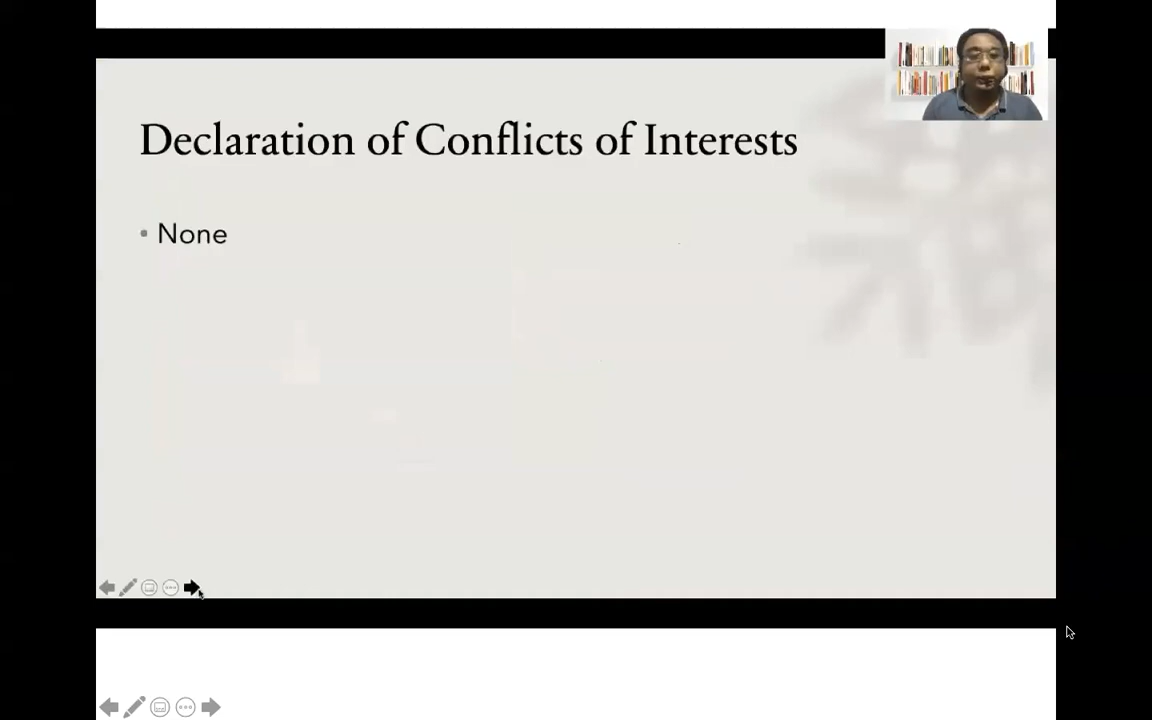 Declaration of Conflicts of Interests
• None